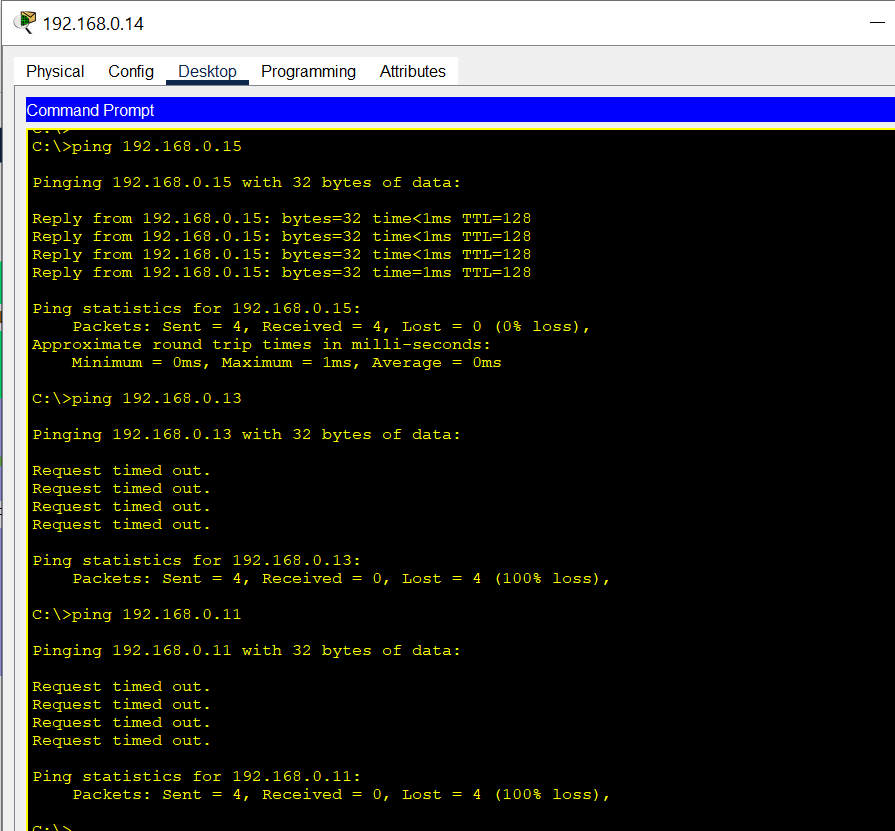 192.168.0.14
Physical Config Desktop Programming Attributes
Command Prompt
C:\>
C:\>ping 192.168.0.15
Pinging 192.168.0.15 with 32 bytes of data:
Reply from 192.168.0.15: bytes=32 time<1ms TTL=128
Reply from 192.168.0.15: bytes=32 time<1ms TTL=128
Reply from 192.168.0.15: bytes=32 time<1ms TTL=128
Reply from 192.168.0.15: bytes=32 time=1ms TTL=128
Ping statistics for 192.168.0.15:
Packets: Sent = 4, Received = 4, Lost = 0 (0% loss),
Approximate round trip times in milli-seconds:
Minimum = 0ms, Maximum = 1ms, Average = 0ms
C:\>ping 192.168.0.13
Pinging 192.168.0.13 with 32 bytes of data:
Request timed out.
Request timed out.
Request timed out.
Request timed out.
Ping statistics for 192.168.0.13:
Packets: Sent = 4, Received = 0, Lost = 4 (100% loss),
C:\>ping 192.168.0.11
Pinging 192.168.0.11 with 32 bytes of data:
Request timed out.
Request timed out.
Request timed out.
Request timed out.
Ping statistics for 192.168.0.11:
Packets: Sent = 4, Received = 0, Lost = 4 (100% loss),
C:\>